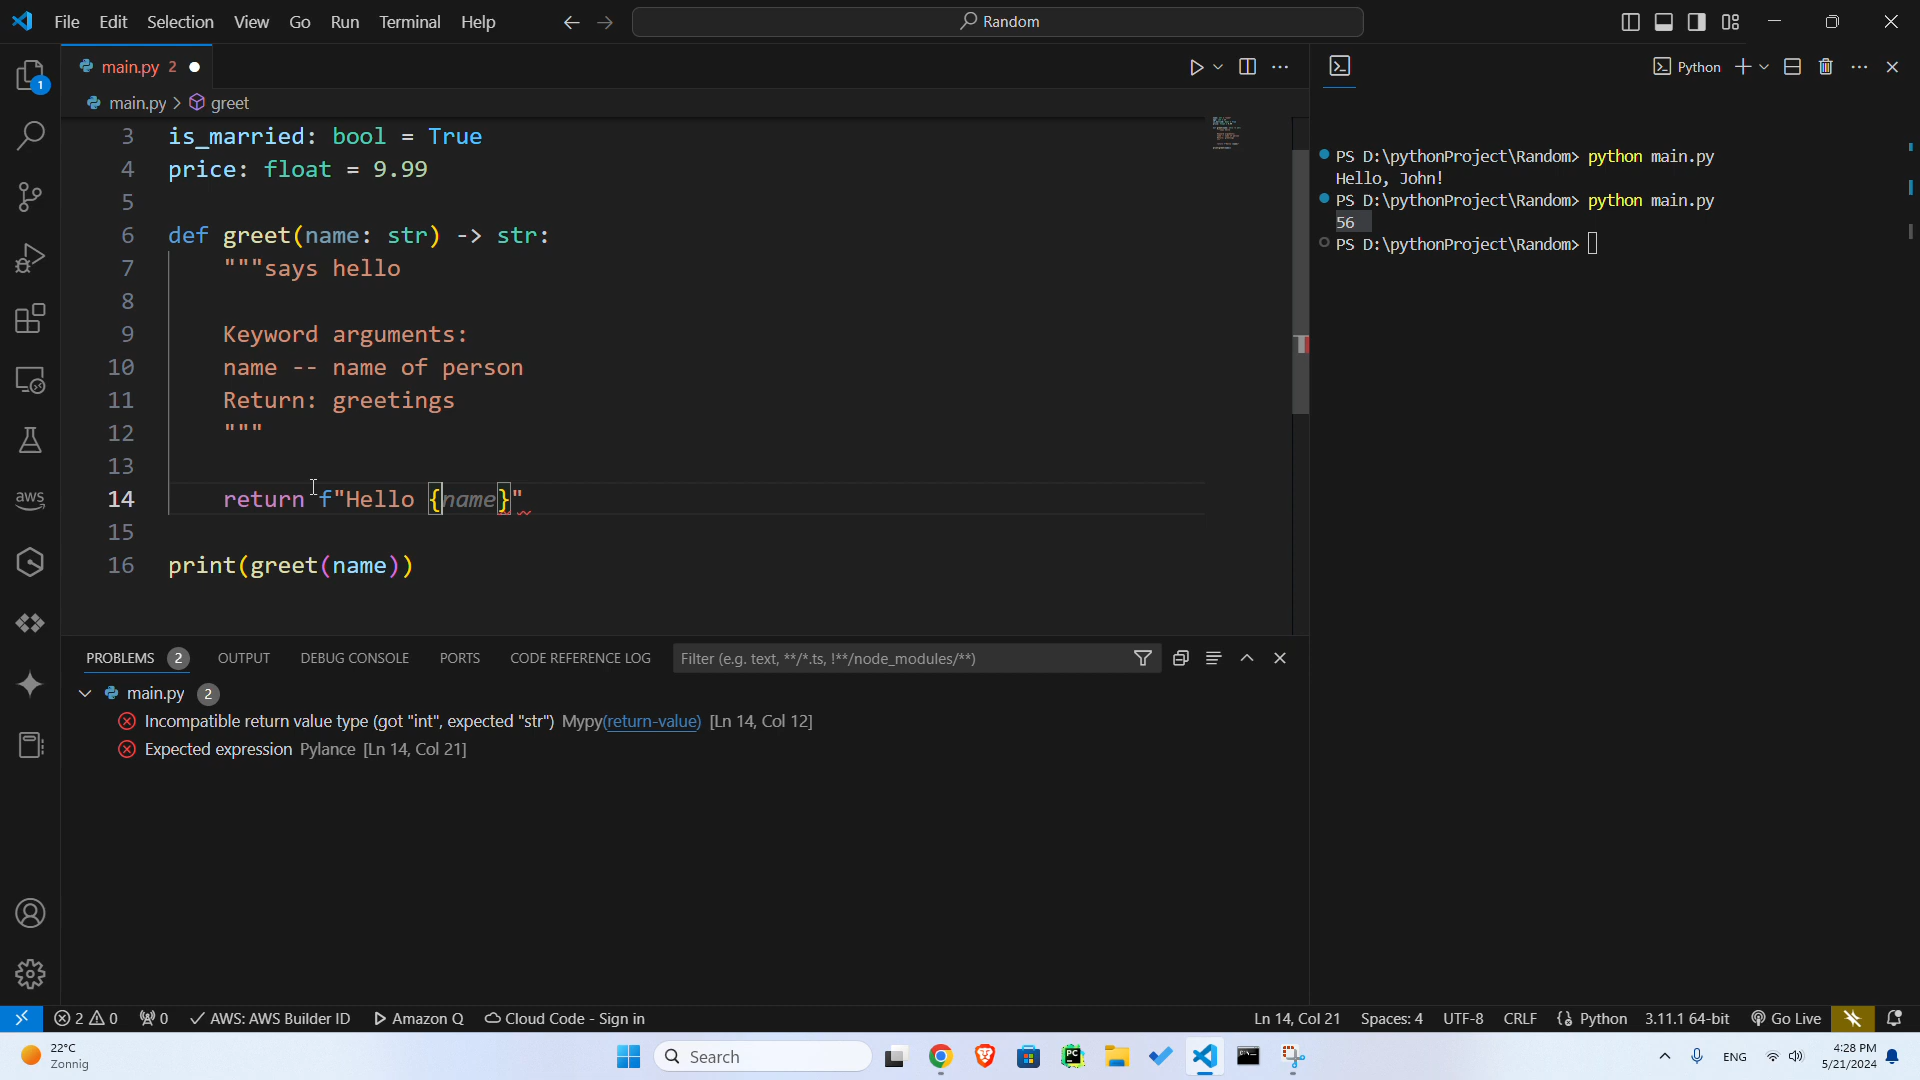 File Edit Selection View Go Run Terminal Help
Random
main.py 2
main.py > greet
3 is_married: bool = True
4 price: float = 9.99
5
6 def greet(name: str) -> str:
7 """says hello
8
9 Keyword arguments:
10 name -- name of person
11 Return: greetings
12 """
13
14 return f"Hello {name}"
15
16 print(greet(name))
Python
PS D:\pythonProject\Random> python main.py
Hello, John!
PS D:\pythonProject\Random> python main.py
56
PS D:\pythonProject\Random>
1
aws
PROBLEMS 2 OUTPUT DEBUG CONSOLE PORTS CODE REFERENCE LOG Filter (e.g. text, **/*.ts, !**/node_modules/**)
main.py 2
Incompatible return value type (got "int", expected "str") Mypy(return-value) [Ln 14, Col 12]
Expected expression Pylance [Ln 14, Col 21]
2 0 0 AWS: AWS Builder ID Amazon Q Cloud Code - Sign in Ln 14, Col 21 Spaces: 4 UTF-8 CRLF {} Python 3.11.1 64-bit Go Live
22°C
Zonnig
Search
PC
ENG
4:28 PM
5/21/2024